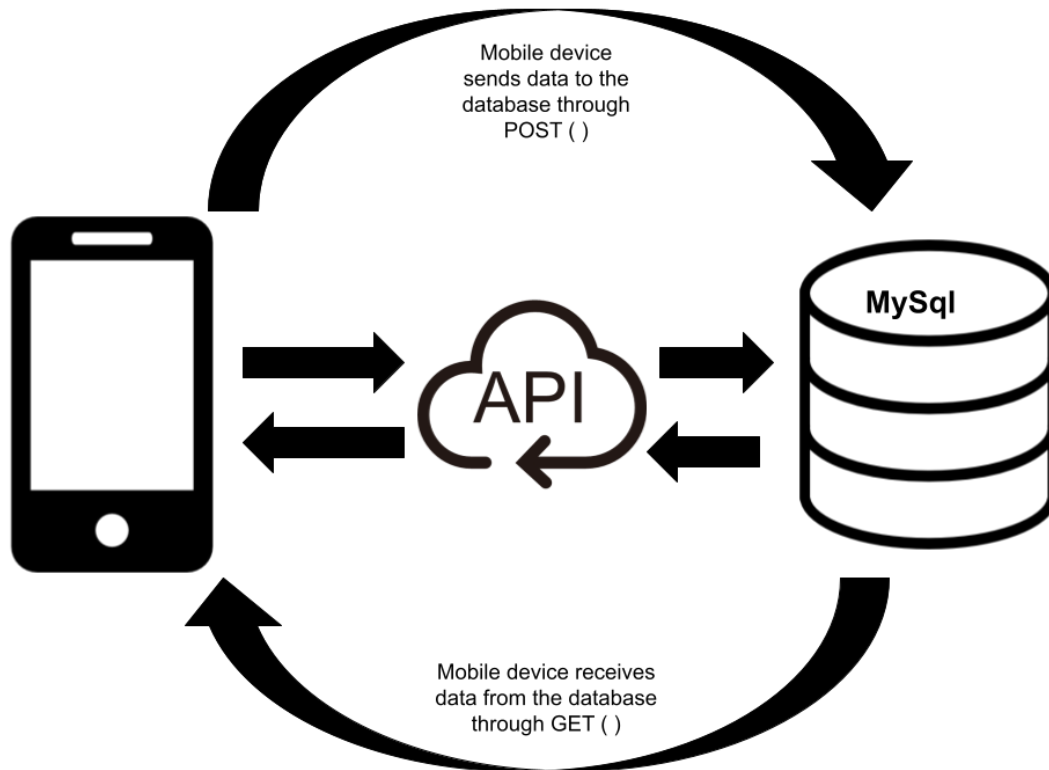 Mobile device
sends data to the
database through
POST ( )
MySql
API
Mobile device receives
data from the database
through GET ( )